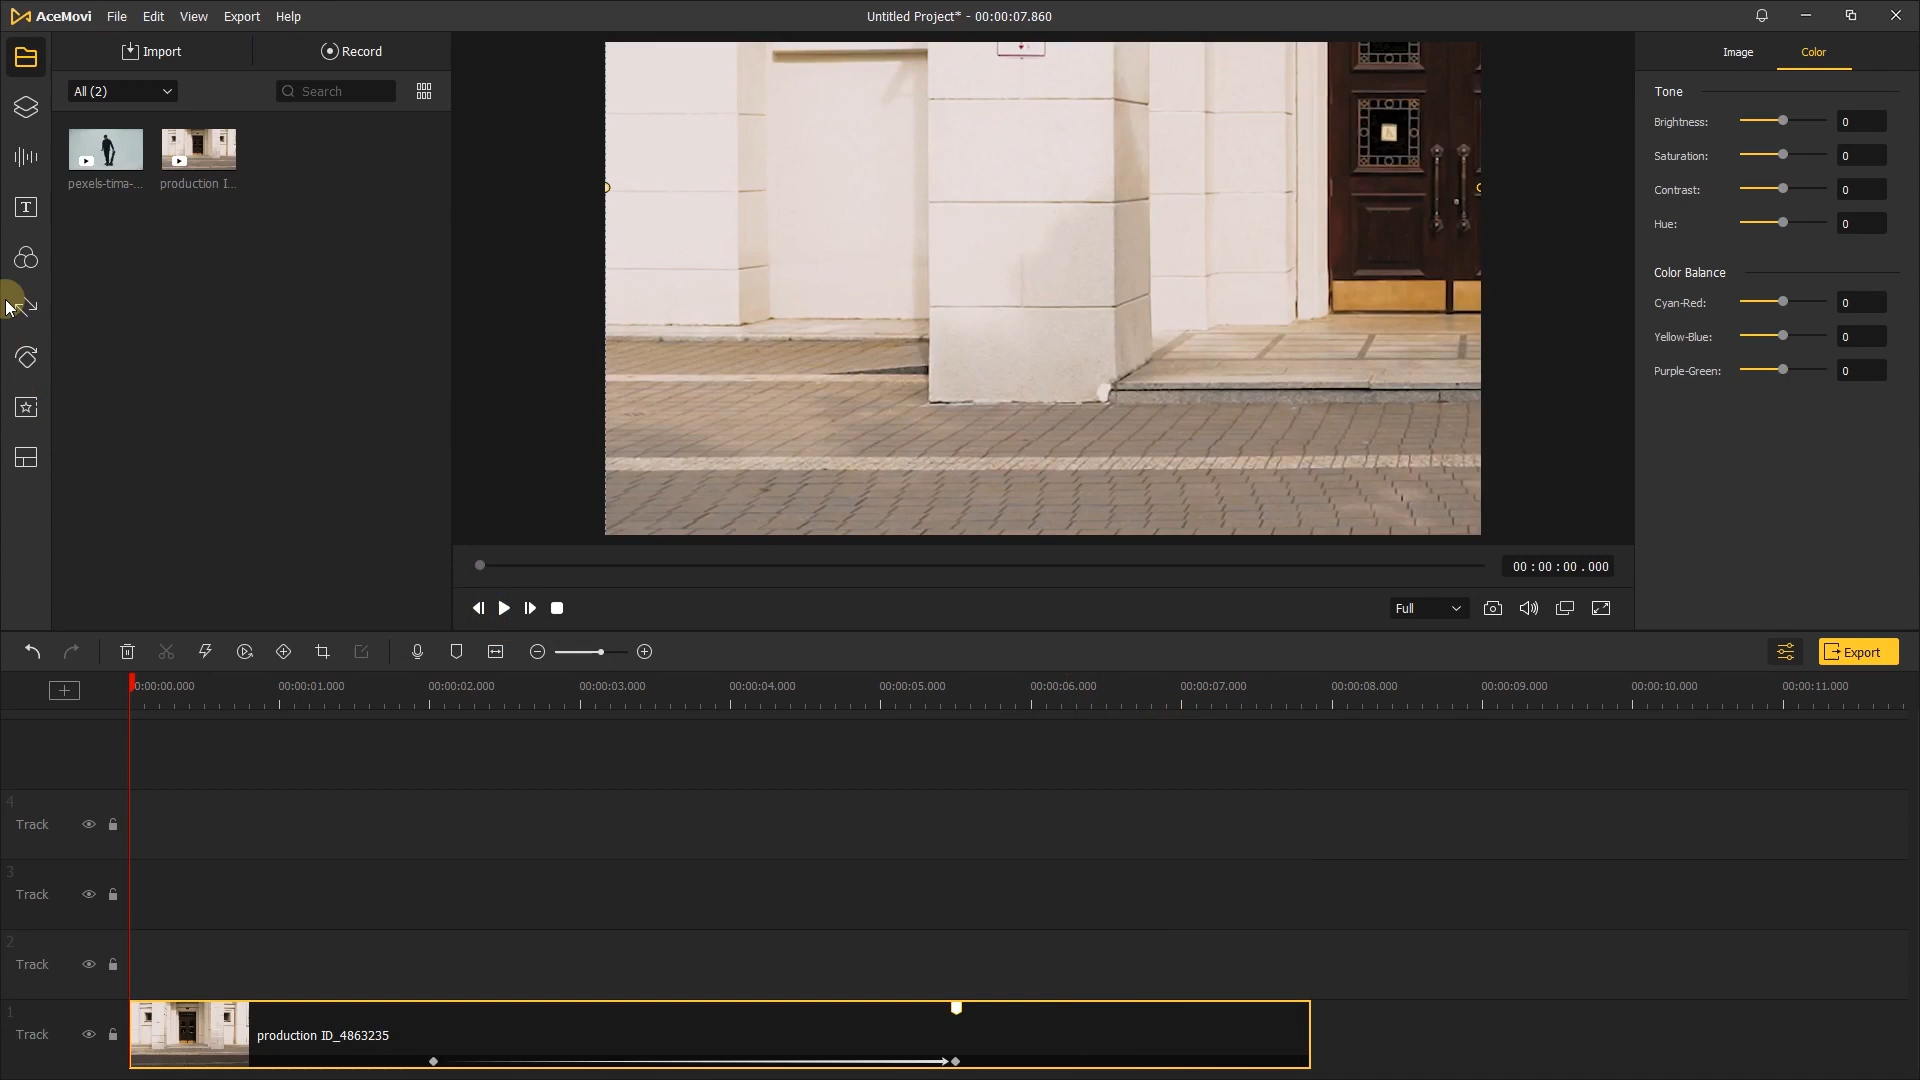 AceMovi File Edit View Export Help
Untitled Project* - 00:00:07.860
Import
Record
All (2)
Search
pexels-tima-...
production I...
Image
Color
Tone
Brightness: 0
Saturation: 0
Contrast: 0
Hue: 0
Color Balance
Cyan-Red: 0
Yellow-Blue: 0
Purple-Green: 0
00 : 00 : 00 . 000
Full
Export
0:00:00.000 00:00:01.000 00:00:02.000 00:00:03.000 00:00:04.000 00:00:05.000 00:00:06.000 00:00:07.000 00:00:08.000 00:00:09.000 00:00:10.000 00:00:11.000
4
Track
3
Track
2
Track
1
Track
production ID_4863235